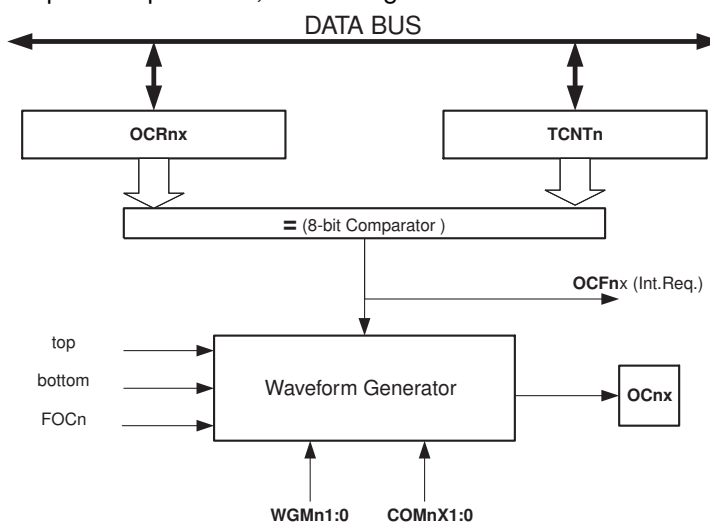 DATA BUS
OCRnx
TCNTn
= (8-bit Comparator )
OCFnx (Int.Req.)
top
bottom
FOCn
Waveform Generator
OCnx
WGMn1:0
COMnX1:0